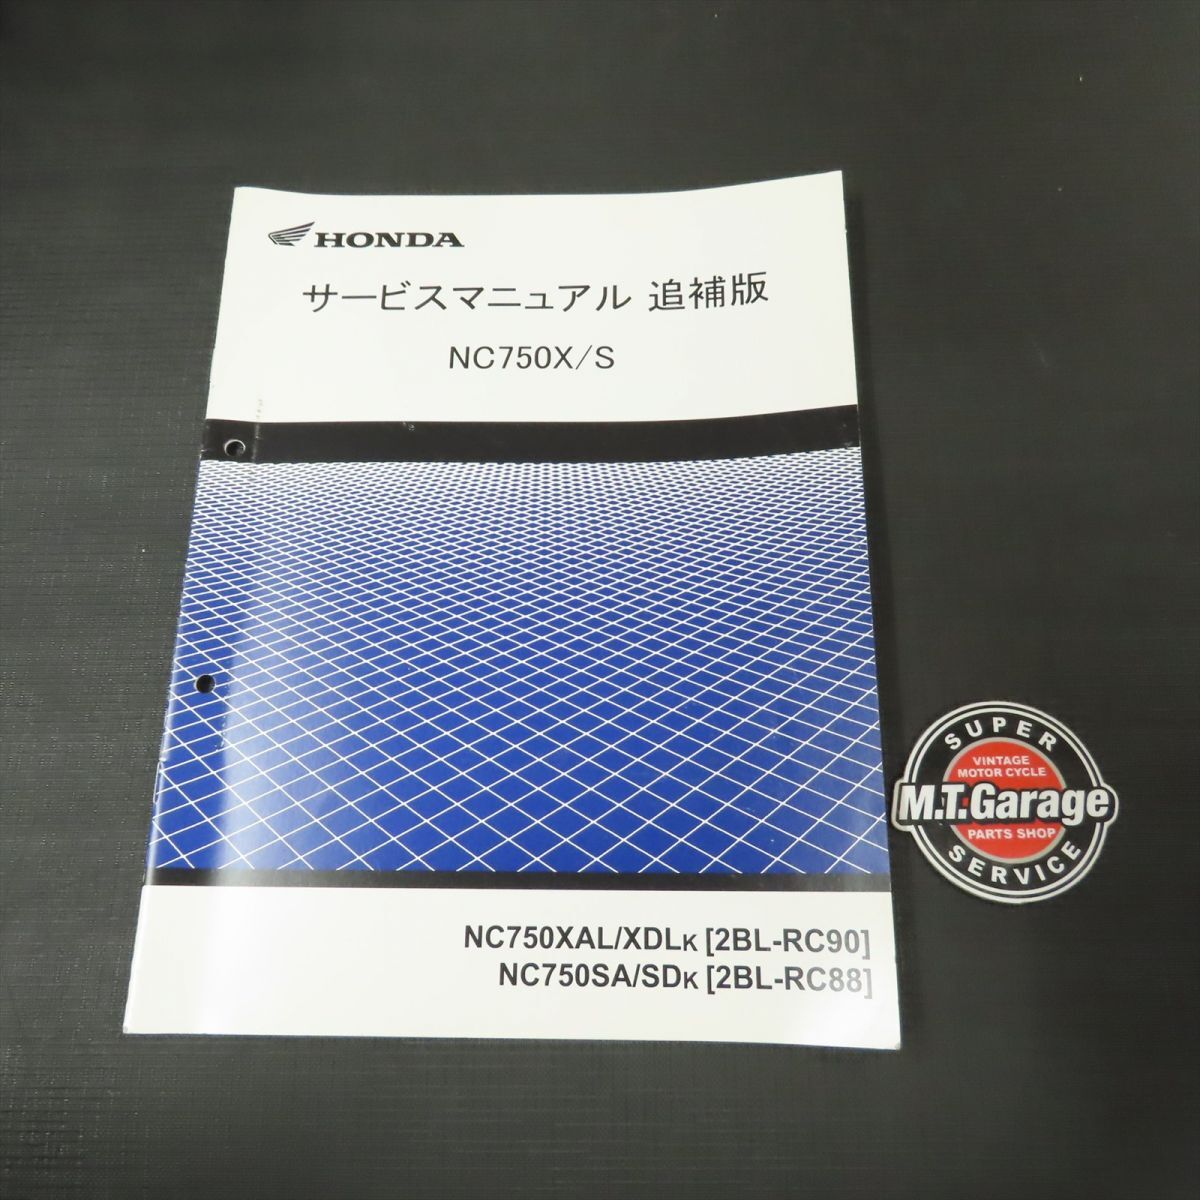 HONDA
サービスマニュアル 追補版
NC750X/S
NC750XAL/XDLK [2BL-RC90]
NC750SA/SDK [2BL-RC88]
SUPER
VINTAGE
MOTOR CYCLE
M.T.Garage
PARTS SHOP
SERVICE